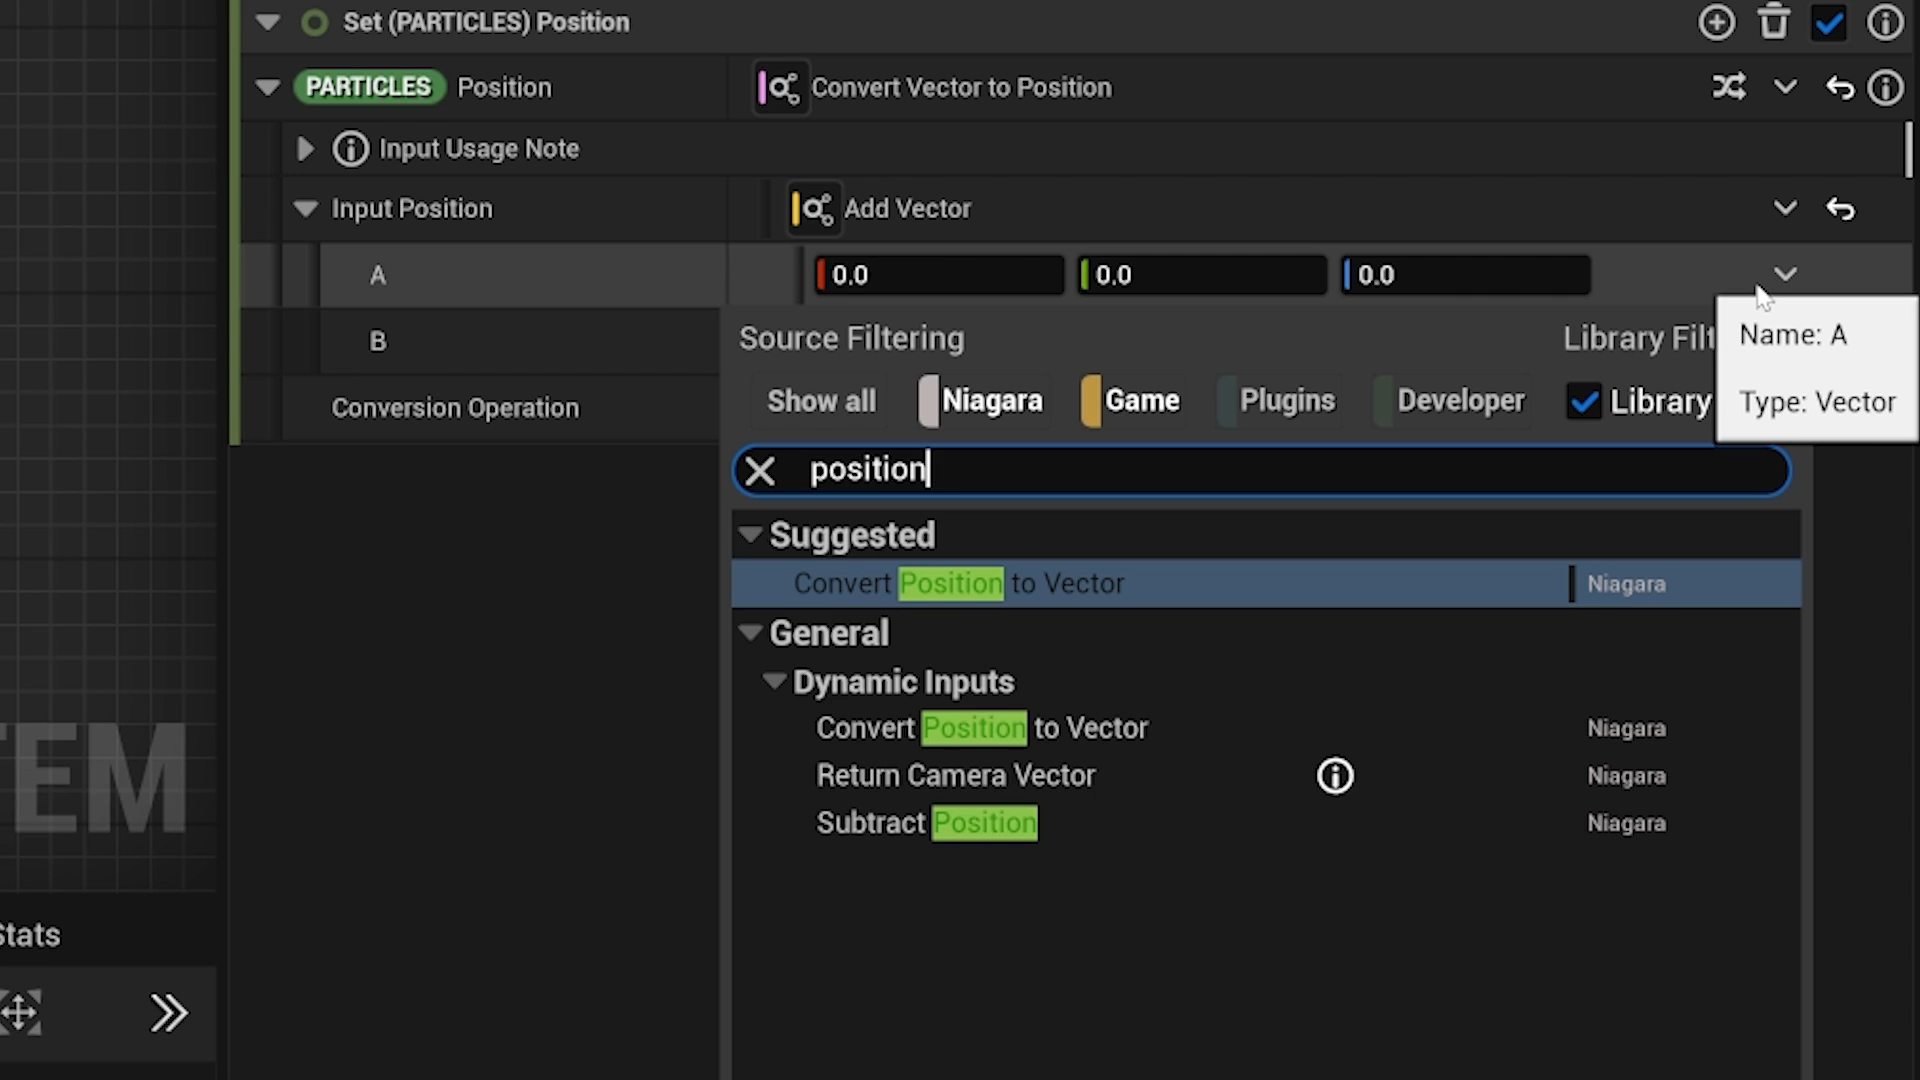 Set (PARTICLES) Position
PARTICLES Position
Convert Vector to Position
Input Usage Note
Input Position
Add Vector
A
0.0 0.0 0.0
B
Conversion Operation
Source Filtering
Library Filt
Name: A
Type: Vector
Show all Niagara Game Plugins Developer
Library
position
Suggested
Convert Position to Vector Niagara
General
Dynamic Inputs
Convert Position to Vector Niagara
Return Camera Vector Niagara
Subtract Position Niagara
TEM
Stats